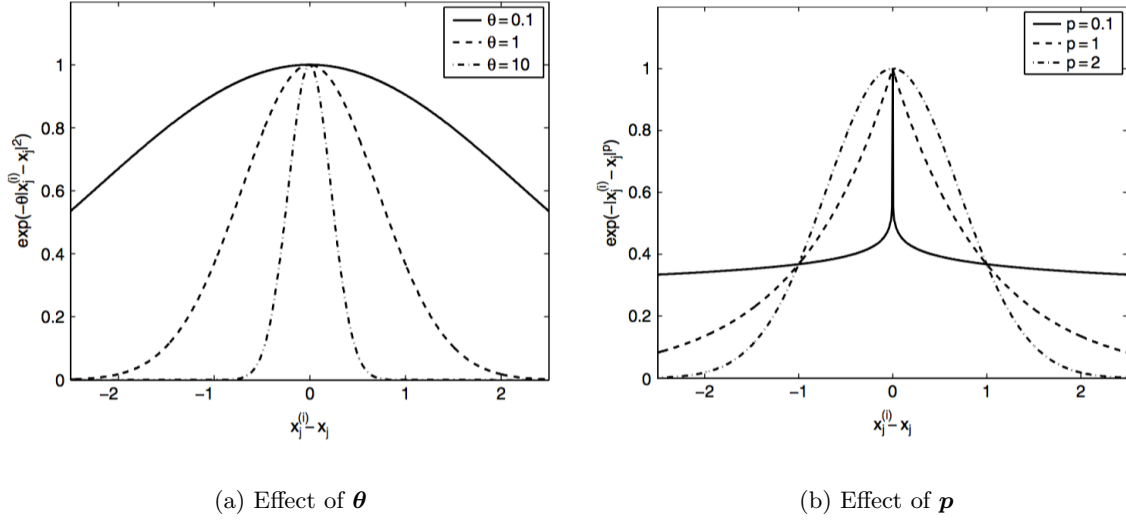 θ = 0.1
θ = 1
θ = 10
exp(−θ|x_j^(i) − x_j|^2)
1
0.8
0.6
0.4
0.2
0
−2 −1 0 1 2
x_j^(i) − x_j
(a) Effect of θ
p = 0.1
p = 1
p = 2
exp(−|x_j^(i) − x_j|^p)
1
0.8
0.6
0.4
0.2
0
−2 −1 0 1 2
x_j^(i) − x_j
(b) Effect of p